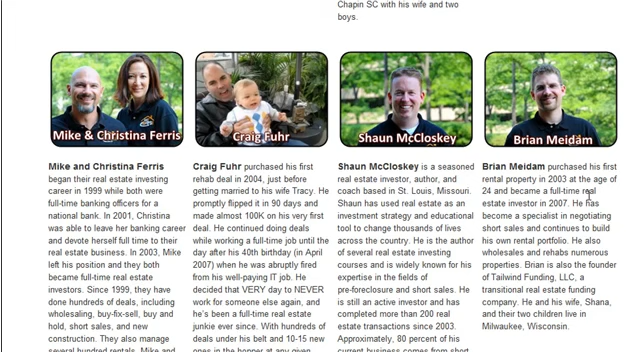 Chapin SC with his wife and two
boys.
Mike & Christina Ferris
Craig Fuhr
Shaun McCloskey
Brian Meidam
Mike and Christina Ferris
began their real estate investing
career in 1999 while both were
full-time banking officers for a
national bank. In 2001, Christina
was able to leave her banking career
and devote herself full time to their
real estate business. In 2003, Mike
left his position and they both
became full-time real estate
investors. Since 1999, they have
done hundreds of deals, including
wholesaling, buy-fix-sell, buy and
hold, short sales, and new
construction. They also manage
several hundred rentals. Mike and
Craig Fuhr purchased his first
rehab deal in 2004, just before
getting married to his wife Tracy. He
promptly flipped it in 90 days and
made almost 100K on his very first
deal. He continued doing deals
while working a full-time job until the
day after his 40th birthday (in April
2007) when he was abruptly fired
from his well-paying IT job. He
decided that VERY day to NEVER
work for someone else again, and
he's been a full-time real estate
junkie ever since. With hundreds of
deals under his belt and 10-15 new
ones in the hopper at any given
Shaun McCloskey is a seasoned
real estate investor, author, and
coach based in St. Louis, Missouri.
Shaun has used real estate as an
investment strategy and educational
tool to change thousands of lives
across the country. He is the author
of several real estate investing
courses and is widely known for his
expertise in the fields of
pre-foreclosure and short sales. He
is still an active investor and has
completed more than 200 real
estate transactions since 2003.
Approximately, 80 percent of his
current business comes from short
Brian Meidam purchased his first
rental property in 2003 at the age of
24 and became a full-time real
estate investor in 2007. He has
become a specialist in negotiating
short sales and continues to build
his own rental portfolio. He also
wholesales and rehabs numerous
properties. Brian is also the founder
of Tailwind Funding, LLC, a
transitional real estate funding
company. He and his wife, Shana,
and their two children live in
Milwaukee, Wisconsin.